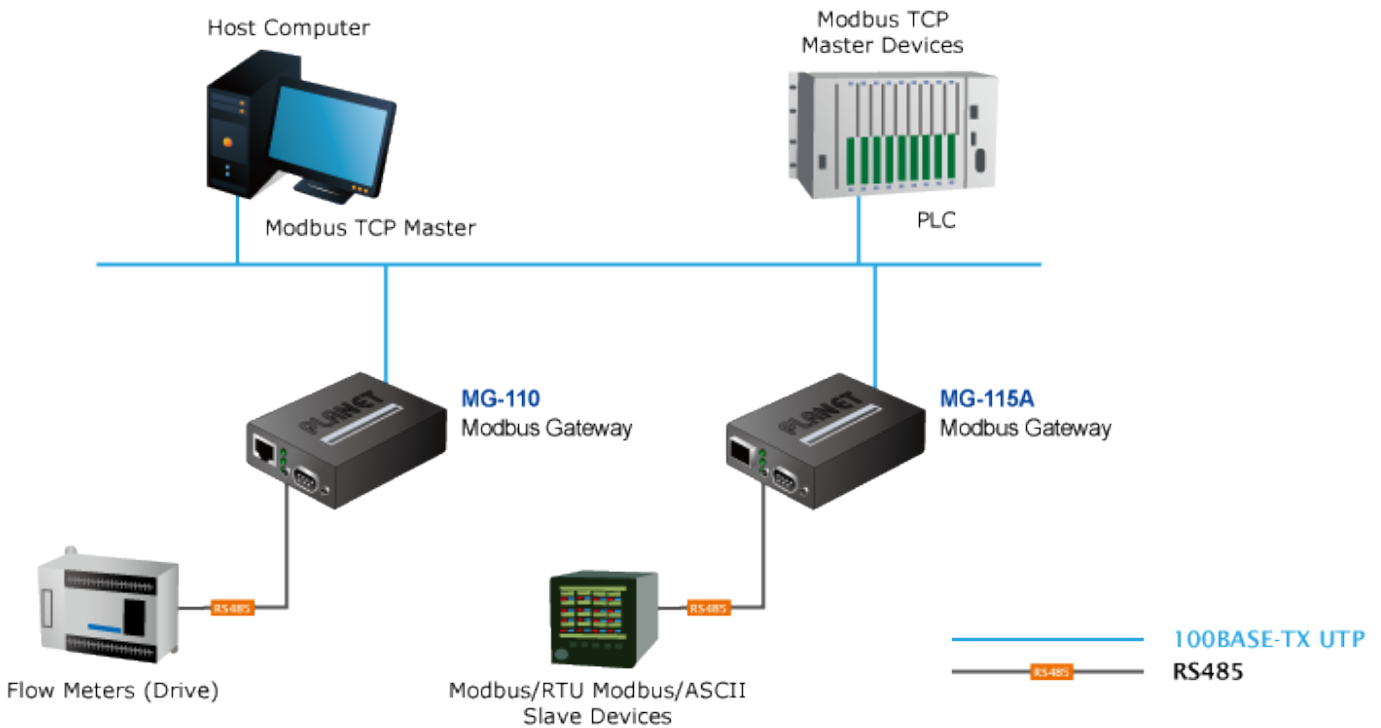 Host Computer
Modbus TCP
Master Devices
Modbus TCP Master
PLC
PLANET
MG-110
Modbus Gateway
PLANET
MG-115A
Modbus Gateway
RS485
RS485
Flow Meters (Drive)
Modbus/RTU Modbus/ASCII
Slave Devices
100BASE-TX UTP
RS485
RS485